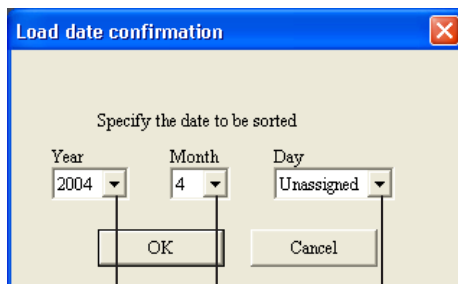 Load date confirmation
Specify the date to be sorted
Year Month Day
2004 4 Unassigned
OK Cancel